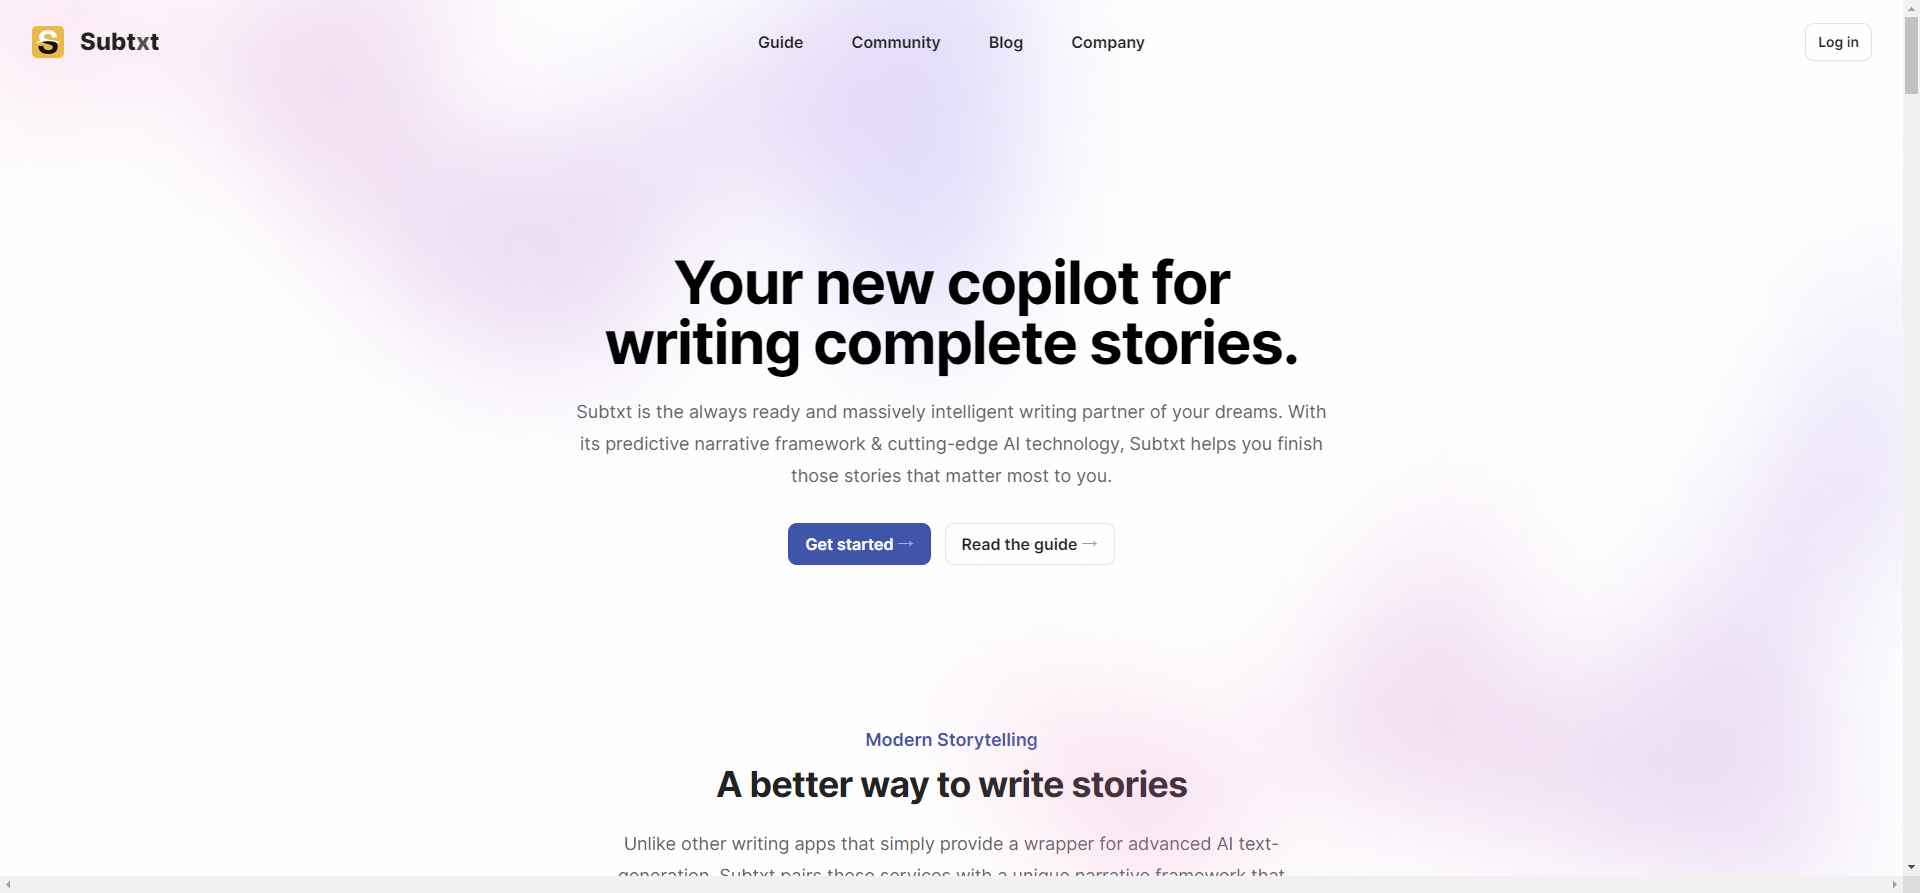 Subtxt
Guide
Community
Blog
Company
Log in
Your new copilot for
writing complete stories.
Subtxt is the always ready and massively intelligent writing partner of your dreams. With
its predictive narrative framework & cutting-edge AI technology, Subtxt helps you finish
those stories that matter most to you.
Get started →
Read the guide →
Modern Storytelling
A better way to write stories
Unlike other writing apps that simply provide a wrapper for advanced AI text-
generation, Subtxt pairs these services with a unique narrative framework that